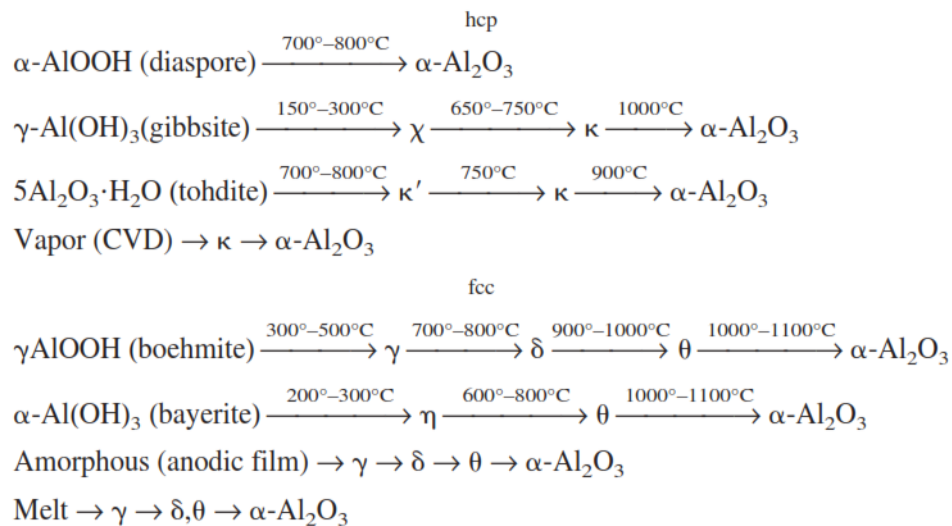 hcp
α-AlOOH (diaspore) 700°–800°C → α-Al₂O₃
γ-Al(OH)₃(gibbsite) 150°–300°C → χ 650°–750°C → κ 1000°C → α-Al₂O₃
5Al₂O₃·H₂O (tohdite) 700°–800°C → κ′ 750°C → κ 900°C → α-Al₂O₃
Vapor (CVD) → κ → α-Al₂O₃
fcc
γAlOOH (boehmite) 300°–500°C → γ 700°–800°C → δ 900°–1000°C → θ 1000°–1100°C → α-Al₂O₃
α-Al(OH)₃ (bayerite) 200°–300°C → η 600°–800°C → θ 1000°–1100°C → α-Al₂O₃
Amorphous (anodic film) → γ → δ → θ → α-Al₂O₃
Melt → γ → δ,θ → α-Al₂O₃